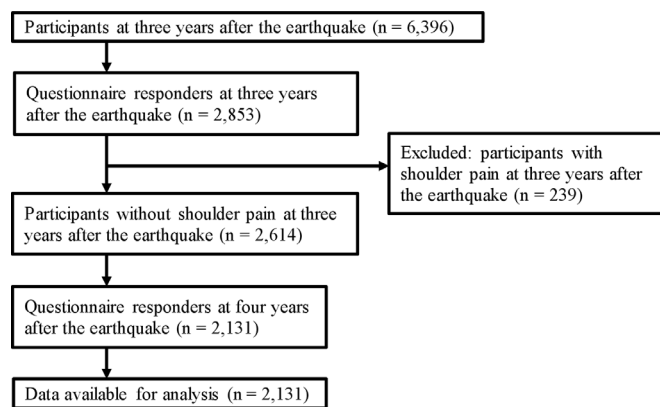 Participants at three years after the earthquake (n = 6,396)
Questionnaire responders at three years
after the earthquake (n = 2,853)
Excluded: participants with
shoulder pain at three years after
the earthquake (n = 239)
Participants without shoulder pain at three
years after the earthquake (n = 2,614)
Questionnaire responders at four years
after the earthquake (n = 2,131)
Data available for analysis (n = 2,131)